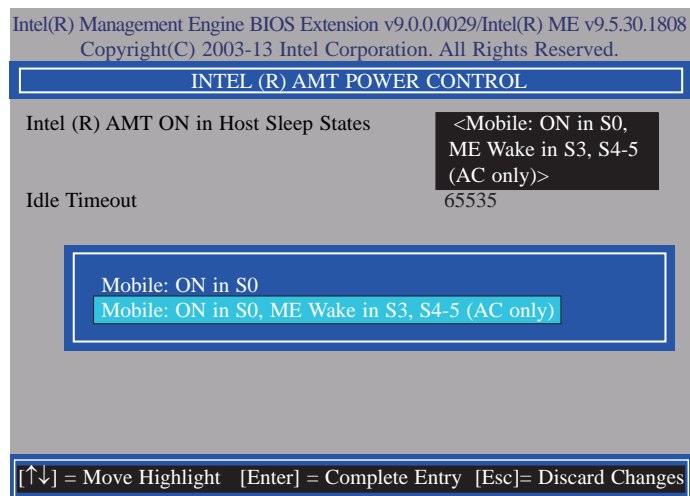 Intel(R) Management Engine BIOS Extension v9.0.0.0029/Intel(R) ME v9.5.30.1808
Copyright(C) 2003-13 Intel Corporation. All Rights Reserved.
INTEL (R) AMT POWER CONTROL
Intel (R) AMT ON in Host Sleep States
<Mobile: ON in S0,
ME Wake in S3, S4-5
(AC only)>
Idle Timeout 65535
Mobile: ON in S0
Mobile: ON in S0, ME Wake in S3, S4-5 (AC only)
[↑↓] = Move Highlight [Enter] = Complete Entry [Esc]= Discard Changes